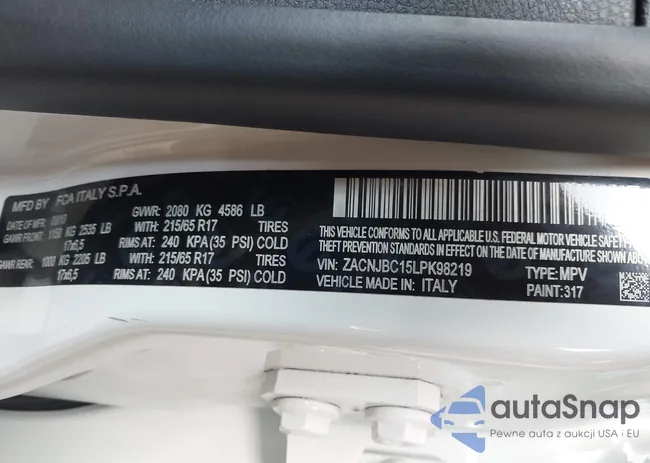 MFD BY FCA ITALY S.P.A.
DATE OF MFR: GVWR: 2080 KG 4586 LB
GAWR FRONT: 1150 KG 2535 LB WITH: 215/65 R17 TIRES
17x6,5 RIMS AT: 240 KPA (35 PSI) COLD
GAWR REAR: 1000 KG 2205 LB WITH: 215/65 R17 TIRES
17x6,5 RIMS AT: 240 KPA (35 PSI) COLD
THIS VEHICLE CONFORMS TO ALL APPLICABLE U.S. FEDERAL MOTOR VEHICLE
THEFT PREVENTION STANDARDS IN EFFECT ON THE DATE OF MANUFACTURE SHOWN ABOVE
VIN: ZACNJBC15LPK98219 TYPE: MPV
VEHICLE MADE IN: ITALY PAINT: 317
autaSnap
Pewne auta z aukcji USA i EU